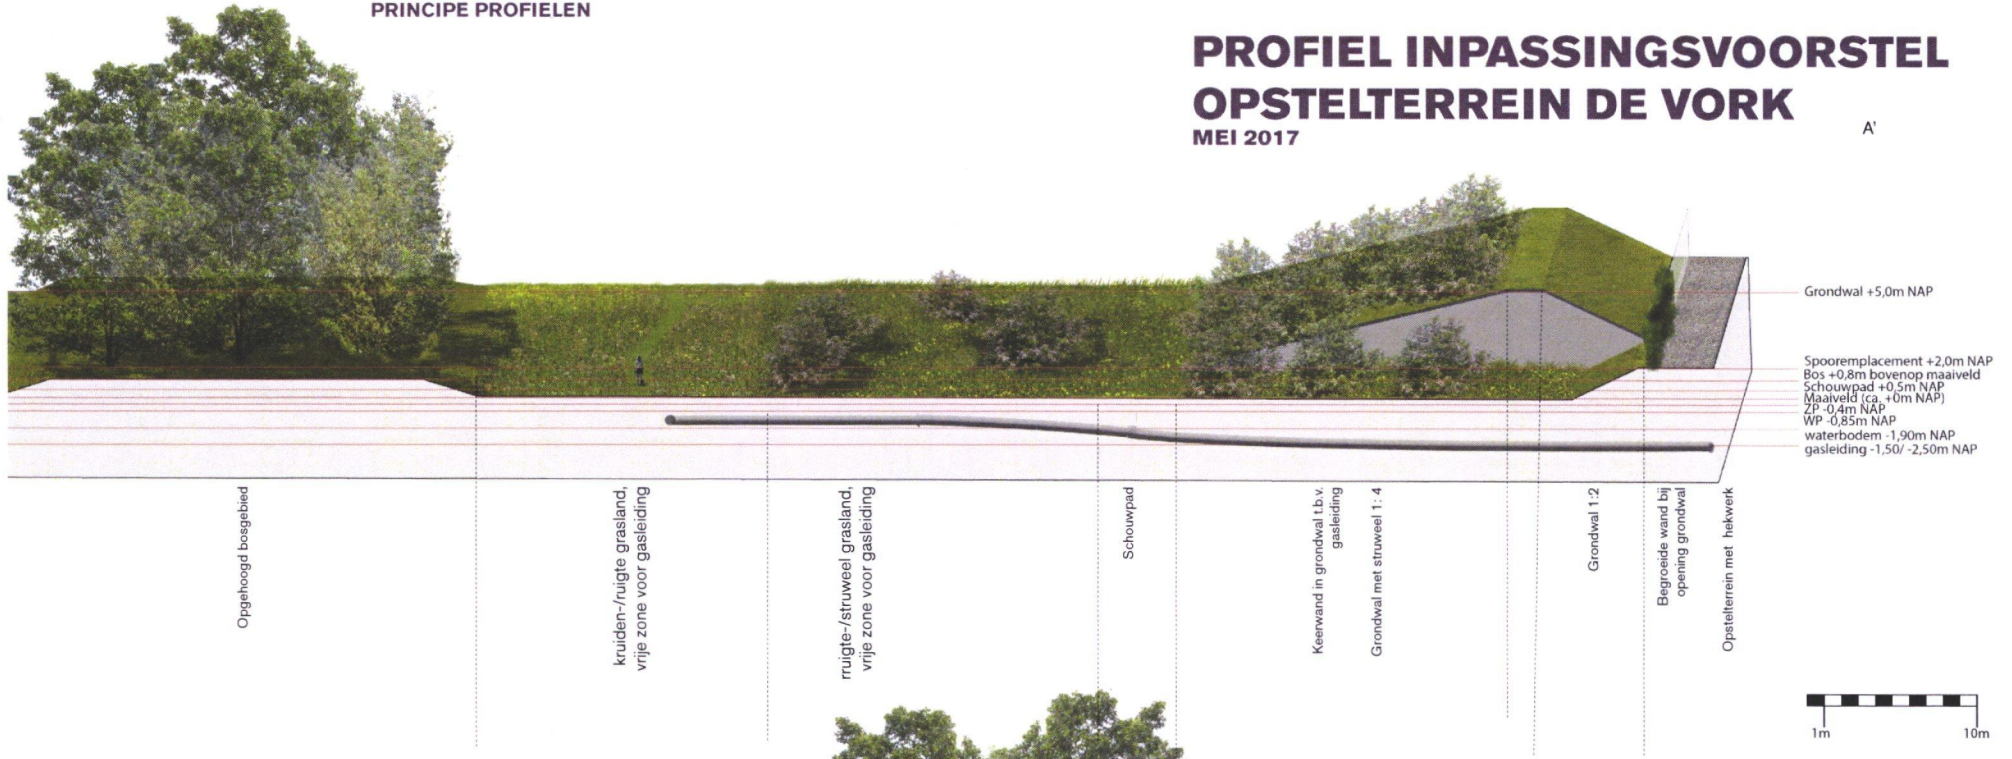 PRINCIPE PROFIELEN
PROFIEL INPASSINGSVOORSTEL
OPSTELTERREIN DE VORK
MEI 2017
A'
Grondwal +5,0m NAP
Spooremplacement +2,0m NAP
Bos +0,8m bovenop maaiveld
Schouwpad +0,5m NAP
Maaiveld (ca. +0m NAP)
ZP -0,4m NAP
WP -0,85m NAP
waterbodem -1,90m NAP
gasleiding -1,50/ -2,50m NAP
Opgehoogd bosgebied
kruiden-/ruigte grasland,
vrije zone voor gasleiding
rruigte-/struweel grasland,
vrije zone voor gasleiding
Schouwpad
Keerwand in grondwal t.b.v.
gasleiding
Grondwal met struweel 1: 4
Grondwal 1:2
Begroeide wand bij
opening grondwal
Opstelterrein met hekwerk
1m
10m